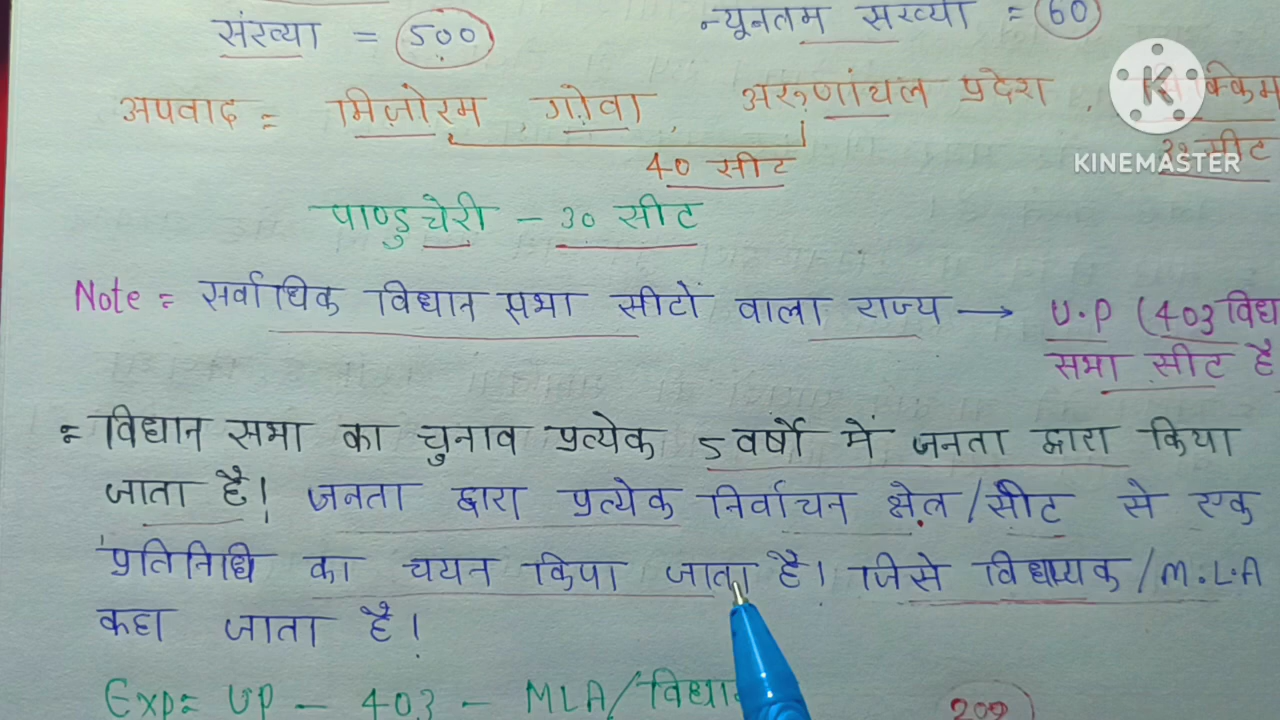 संख्या = 500 न्यूनतम संख्या = 60
अपवाद = मिज़ोरम, गोवा, अरुणांचल प्रदेश, सिक्किम
40 सीट 32 सीट
KINEMASTER
पाण्डुचेरी - 30 सीट
Note = सर्वाधिक विधान सभा सीटों वाला राज्य → U.P (403 विध
सभा सीट है
= विधान सभा का चुनाव प्रत्येक 5 वर्षो में जनता द्वारा किया
जाता है। जनता द्वारा प्रत्येक निर्वाचन क्षेत्र/सीट से एक
प्रतिनिधि का चयन किया जाता है। जिसे विधायक/M.L.A
कहा जाता है।
Exp= UP - 403 - MLA/विधा